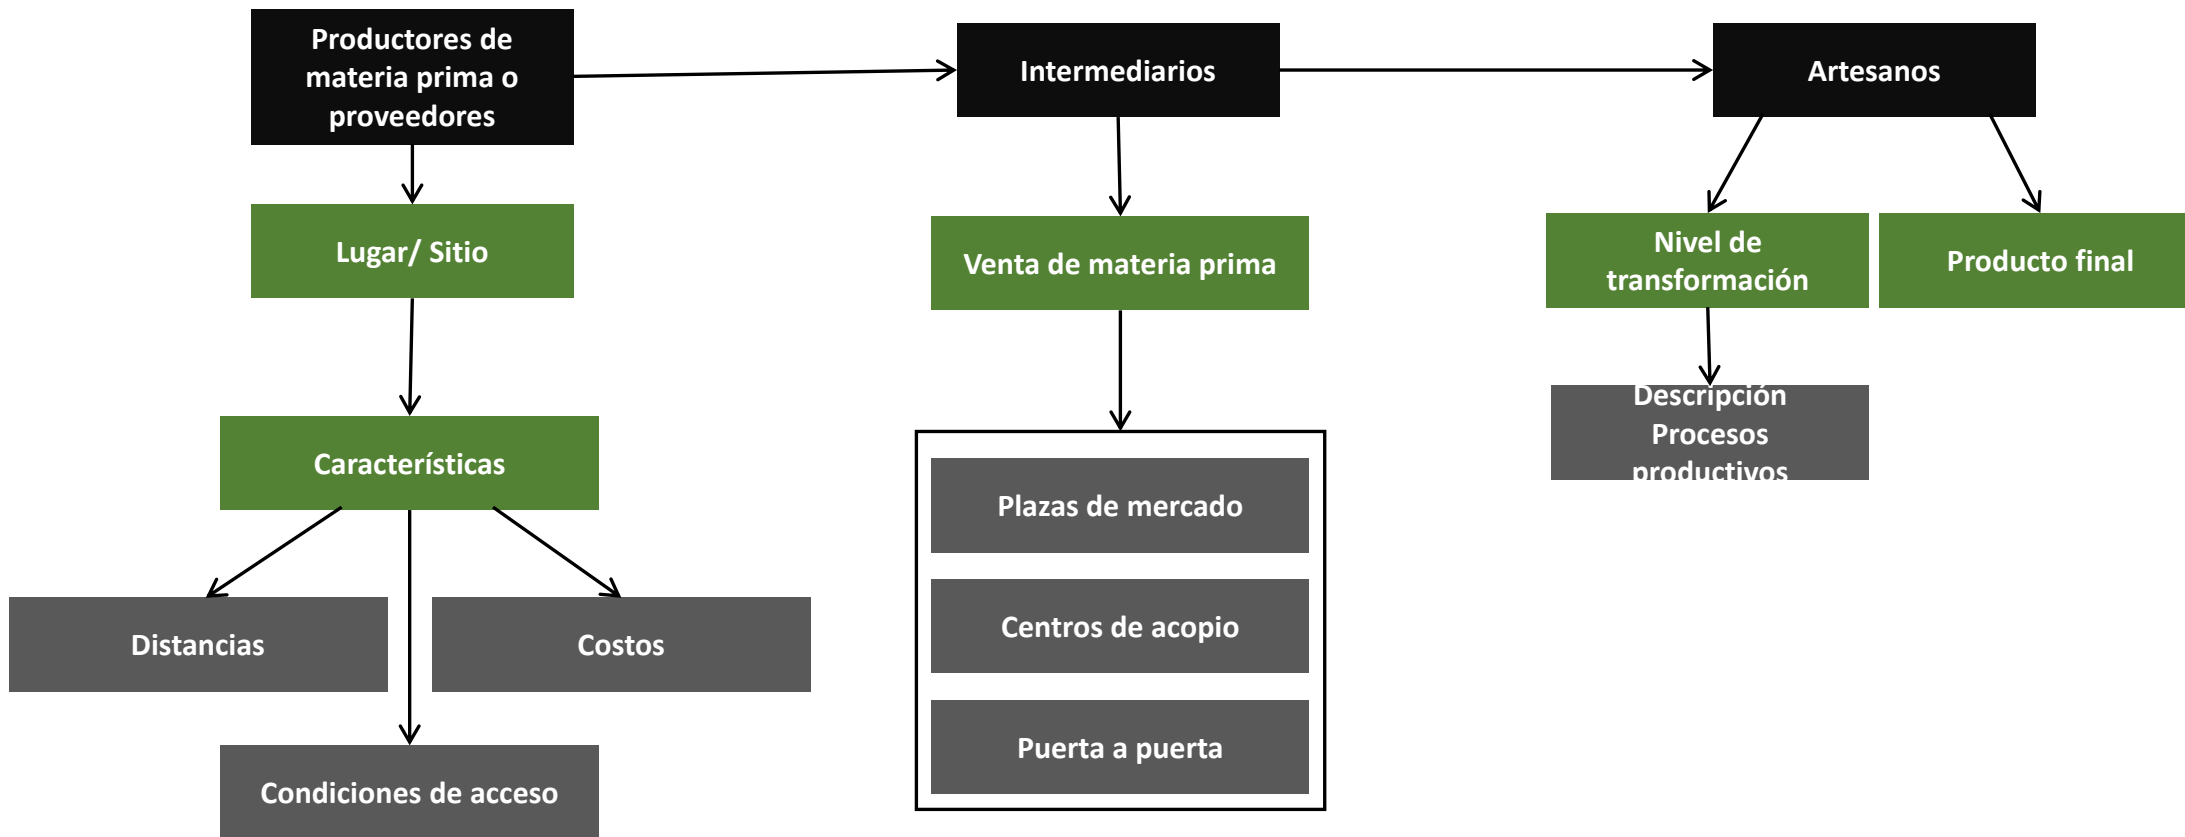 Productores de
materia prima o
proveedores
Intermediarios
Artesanos
Lugar/ Sitio
Venta de materia prima
Nivel de
transformación
Producto final
Características
Descripción
Procesos
productivos
Plazas de mercado
Centros de acopio
Puerta a puerta
Distancias
Costos
Condiciones de acceso